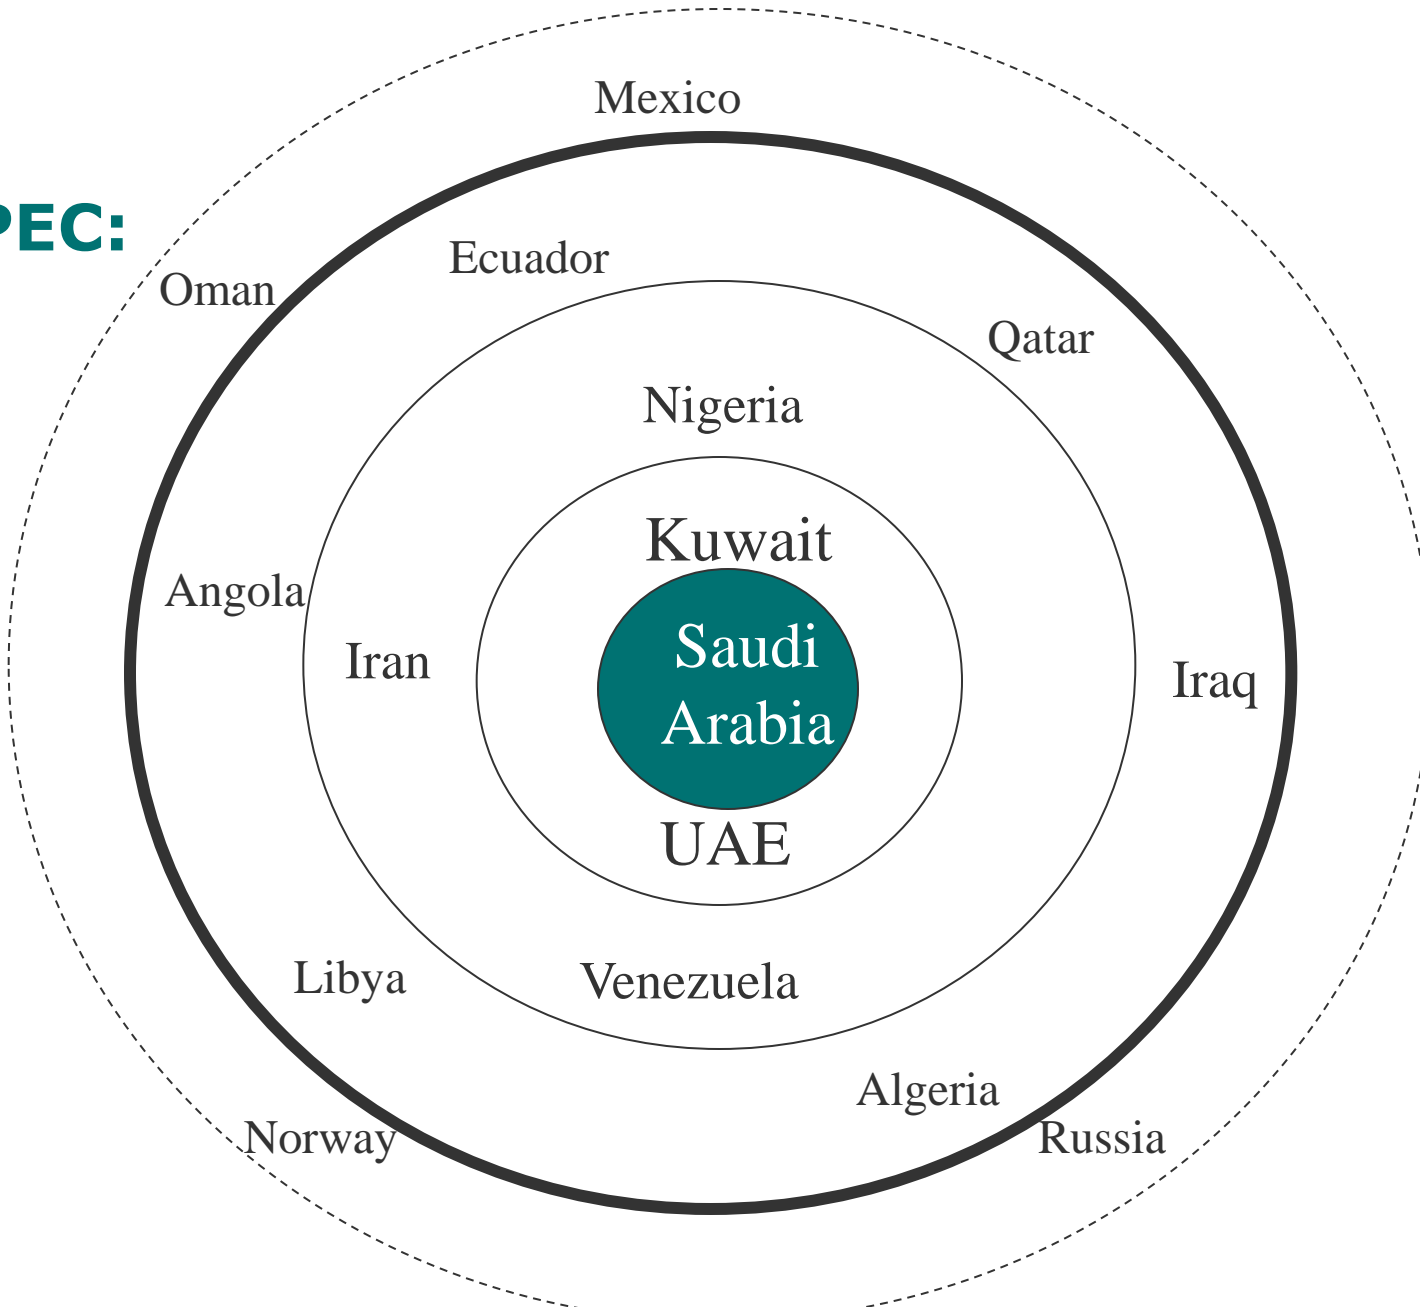 Mexico
PEC:
Ecuador
Oman
Qatar
Nigeria
Kuwait
Angola
Saudi
Arabia
Iran
Iraq
UAE
Libya
Venezuela
Algeria
Norway
Russia